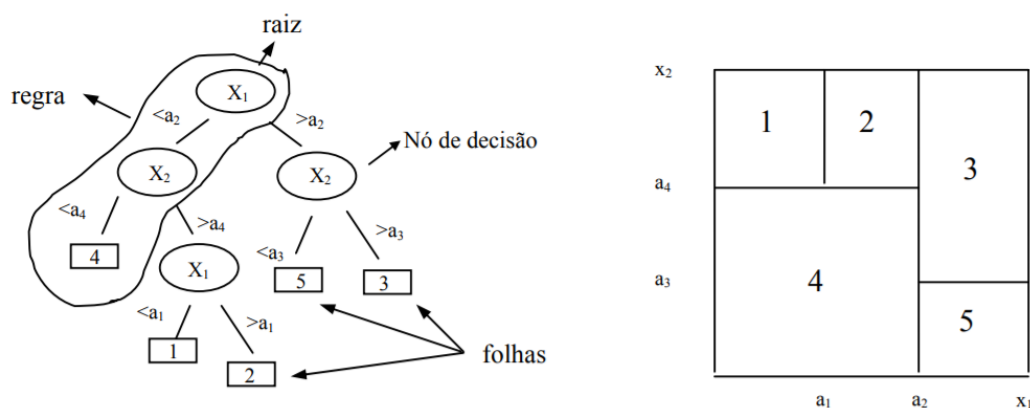 raiz
regra
X₁
<a₂
>a₂
Nó de decisão
X₂
X₂
<a₄
>a₄
<a₃
>a₃
4
X₁
5
3
<a₁
>a₁
1
2
folhas
x₂
1
2
3
a₄
a₃
4
5
a₁
a₂
x₁